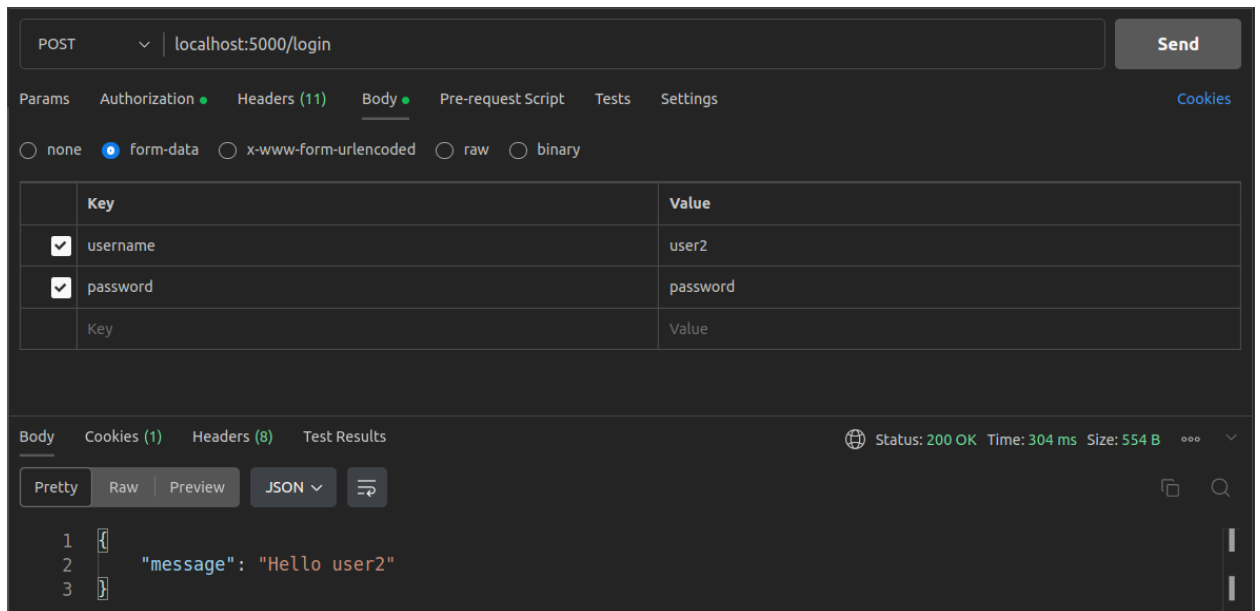 POST localhost:5000/login Send
Params Authorization Headers (11) Body Pre-request Script Tests Settings Cookies
none form-data x-www-form-urlencoded raw binary
Key Value
username user2
password password
Key Value
Body Cookies (1) Headers (8) Test Results Status: 200 OK Time: 304 ms Size: 554 B
Pretty Raw Preview JSON
1 {
2 "message": "Hello user2"
3 }